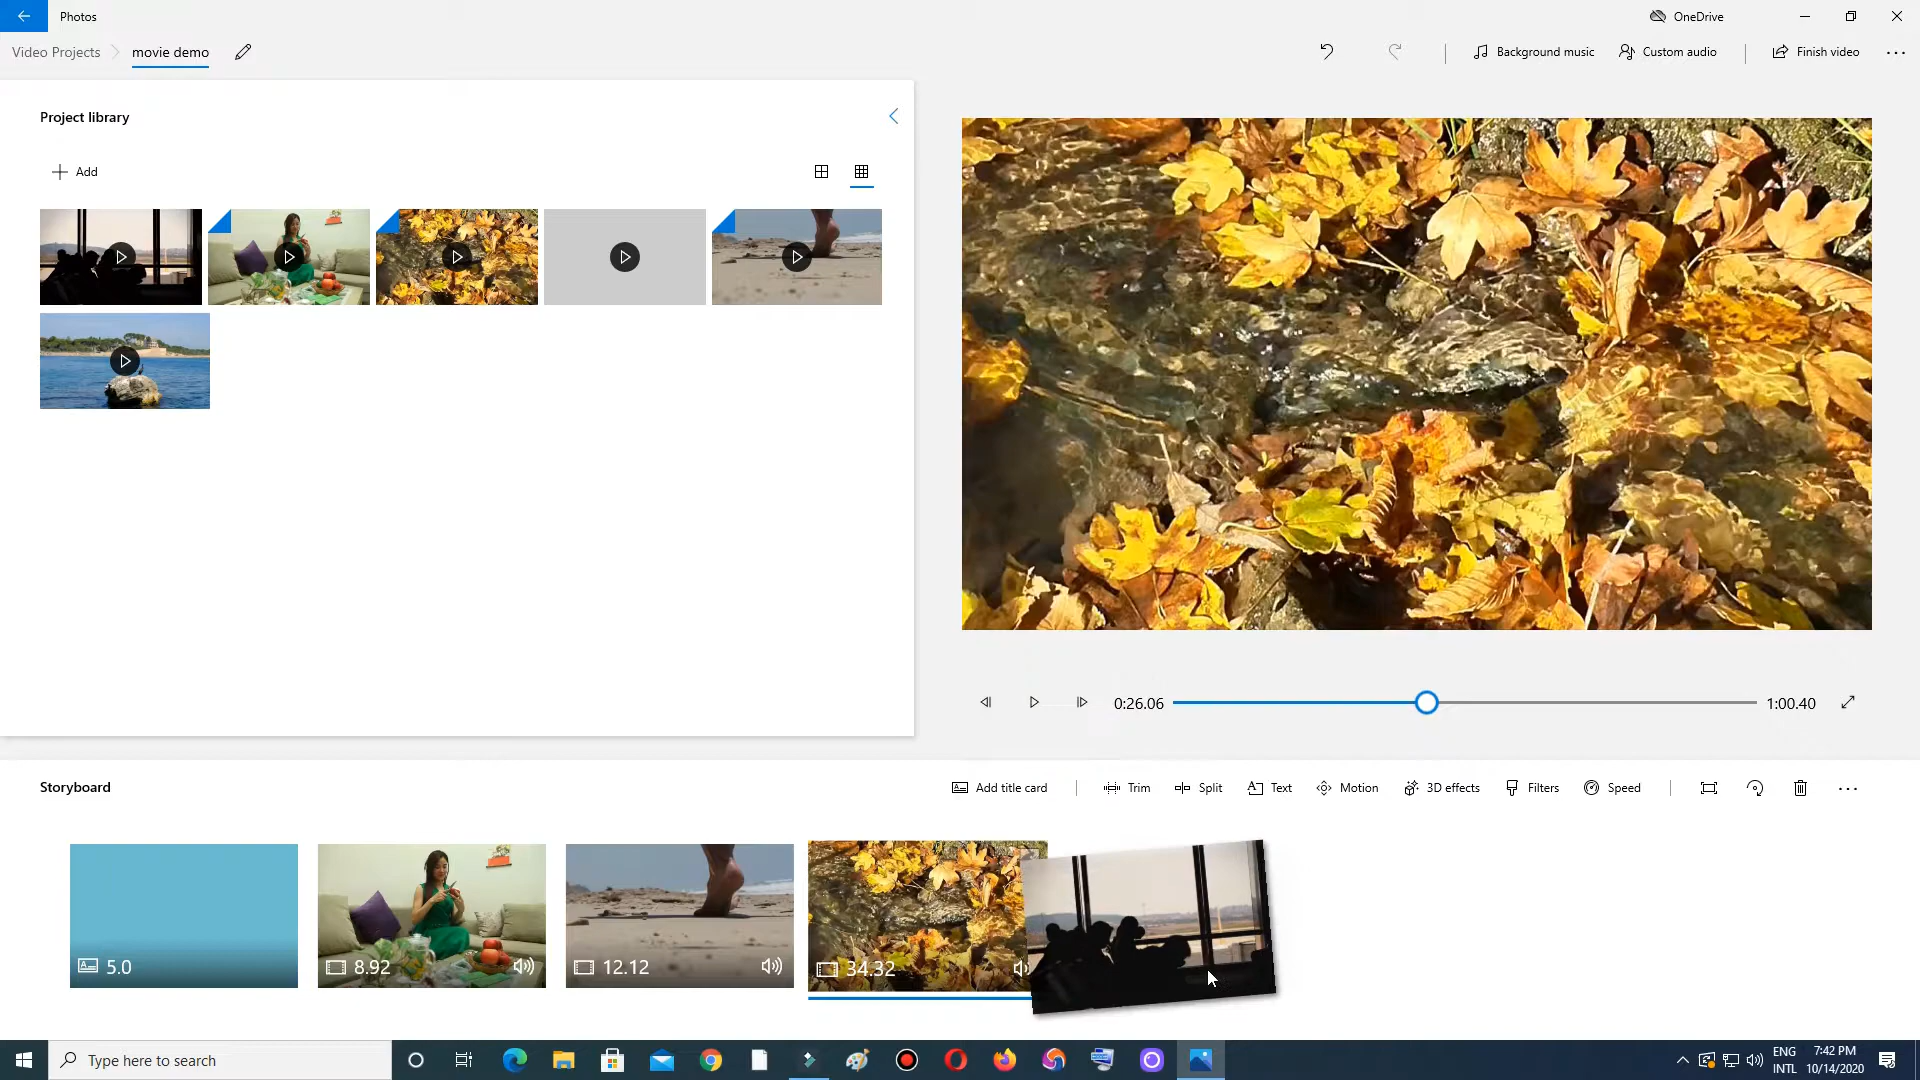 Photos
OneDrive
Video Projects
movie demo
Background music
Custom audio
Finish video
Project library
Add
0:26.06
1:00.40
Storyboard
Add title card
Trim
Split
Text
Motion
3D effects
Filters
Speed
5.0
8.92
12.12
34.32
Type here to search
ENG
INTL
7:42 PM
10/14/2020